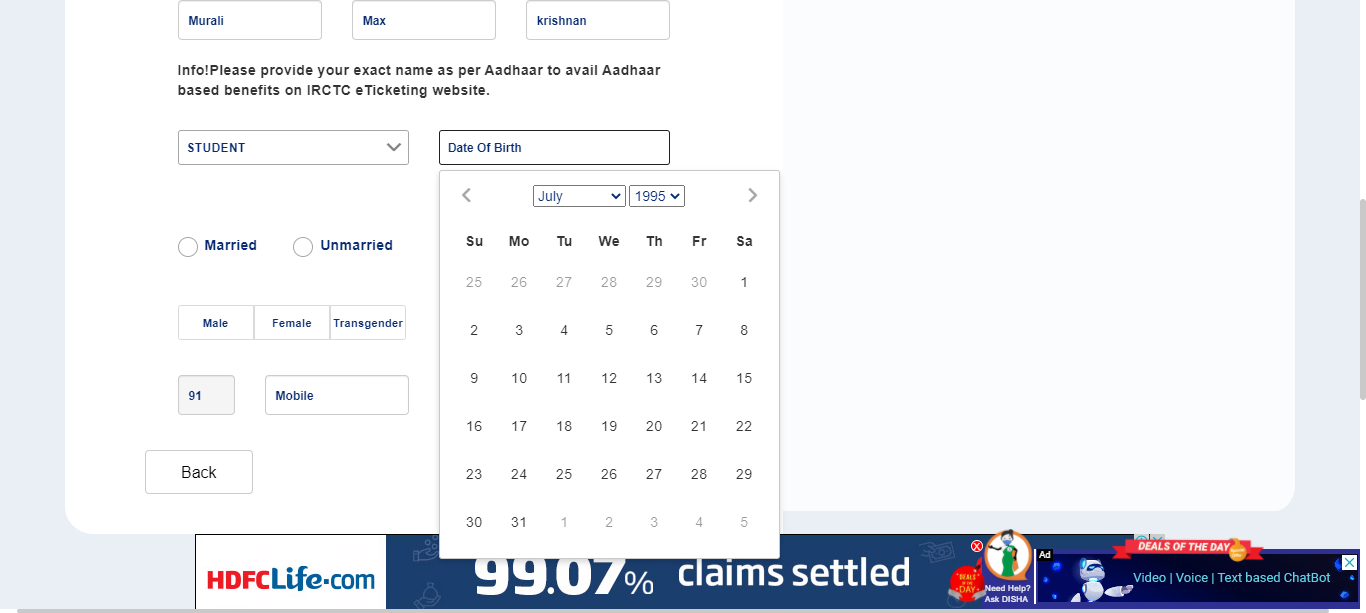 Murali Max krishnan
Info!Please provide your exact name as per Aadhaar to avail Aadhaar
based benefits on IRCTC eTicketing website.
STUDENT Date Of Birth
July 1995
Su Mo Tu We Th Fr Sa
25 26 27 28 29 30 1
2 3 4 5 6 7 8
9 10 11 12 13 14 15
16 17 18 19 20 21 22
23 24 25 26 27 28 29
30 31 1 2 3 4 5
Married Unmarried
Male Female Transgender
91 Mobile
Back
HDFCLife.com
99.07% claims settled
DEALS OF THE DAY
Need Help?
Ask DISHA
Ad
DEALS OF THE DAY
Video | Voice | Text based ChatBot